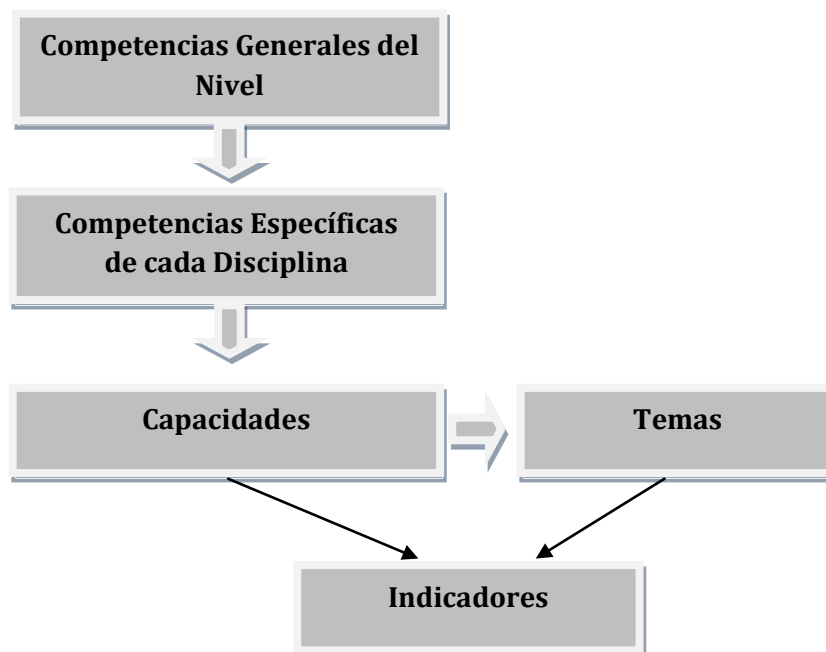 Competencias Generales del
Nivel
Competencias Específicas
de cada Disciplina
Capacidades
Temas
Indicadores